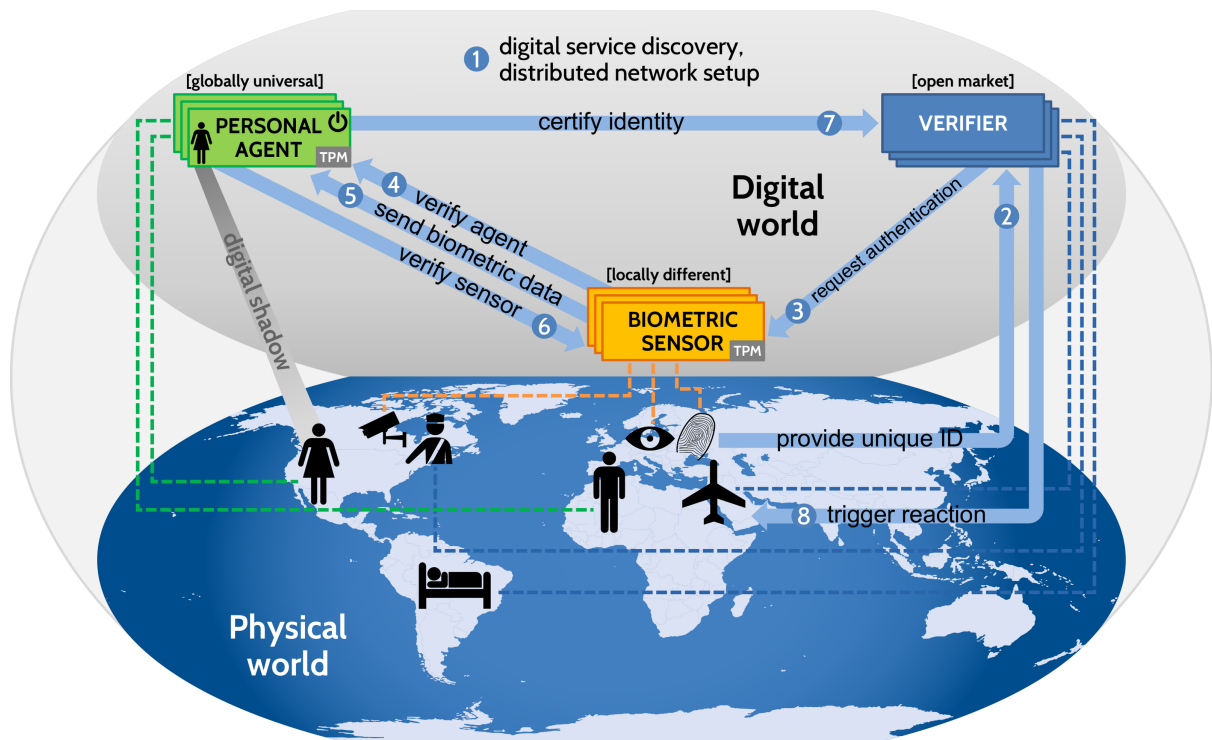 1 digital service discovery,
distributed network setup
[globally universal]
[open market]
PERSONAL
AGENT
TPM
certify identity 7
VERIFIER
4 verify agent
5 send biometric data
verify sensor 6
digital shadow
Digital
world
2
3 request authentication
[locally different]
BIOMETRIC
SENSOR
TPM
provide unique ID
8 trigger reaction
Physical
world